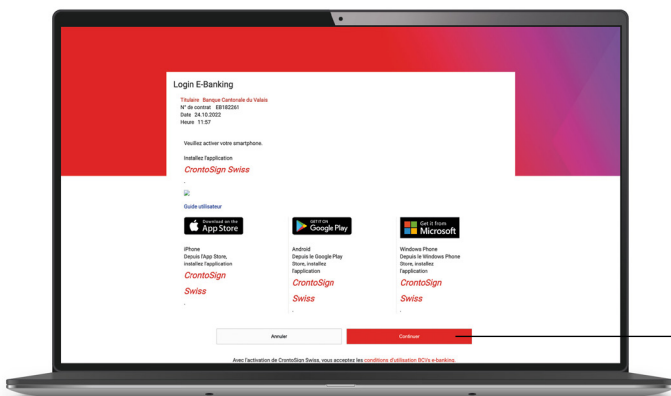 Login E-Banking
Titulaire Banque Cantonale du Valais
N° de contrat EB182261
Date 24.10.2022
Heure 11:57
Veuillez activer votre smartphone.
Installez l'application
CrontoSign Swiss
.
Guide utilisateur
Download on the
App Store
GET IT ON
Google Play
Get it from
Microsoft
iPhone
Depuis l'App Store,
installez l'application
CrontoSign
Swiss
.
Android
Depuis le Google Play
Store, installez
l'application
CrontoSign
Swiss
.
Windows Phone
Depuis le Windows Phone
Store, installez
l'application
CrontoSign
Swiss
.
Annuler
Continuer
Avec l'activation de CrontoSign Swiss, vous acceptez les conditions d'utilisation BCVs e-banking.